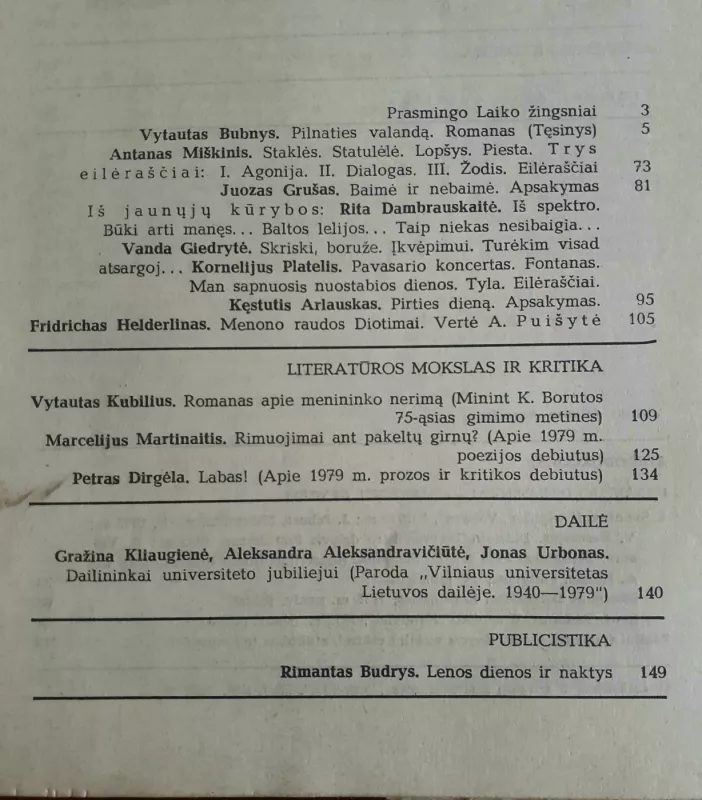 Prasmingo Laiko žingsniai 3
Vytautas Bubnys. Pilnaties valandą. Romanas (Tęsinys) 5
Antanas Miškinis. Staklės. Statulėlė. Lopšys. Piesta. Trys
eilėraščiai: I. Agonija. II. Dialogas. III. Žodis. Eilėraščiai 73
Juozas Grušas. Baimė ir nebaimė. Apsakymas 81
Iš jaunųjų kūrybos: Rita Dambrauskaitė. Iš spektro.
Būki arti manęs... Baltos lelijos... Taip niekas nesibaigia...
Vanda Giedrytė. Skriski, boruže. Įkvėpimui. Turėkim visad
atsargoj... Kornelijus Platelis. Pavasario koncertas. Fontanas.
Man sapnuosis nuostabios dienos. Tyla. Eilėraščiai.
Kęstutis Arlauskas. Pirties dieną. Apsakymas. 95
Fridrichas Helderlinas. Menono raudos Diotimai. Vertė A. Puišytė 105
LITERATŪROS MOKSLAS IR KRITIKA
Vytautas Kubilius. Romanas apie menininko nerimą (Minint K. Borutos
75-ąsias gimimo metines) 109
Marcelijus Martinaitis. Rimuojimai ant pakeltų girnų? (Apie 1979 m.
poezijos debiutus) 125
Petras Dirgėla. Labas! (Apie 1979 m. prozos ir kritikos debiutus) 134
DAILĖ
Gražina Kliaugienė, Aleksandra Aleksandravičiūtė, Jonas Urbonas.
Dailininkai universiteto jubiliejui (Paroda „Vilniaus universitetas
Lietuvos dailėje. 1940—1979") 140
PUBLICISTIKA
Rimantas Budrys. Lenos dienos ir naktys 149